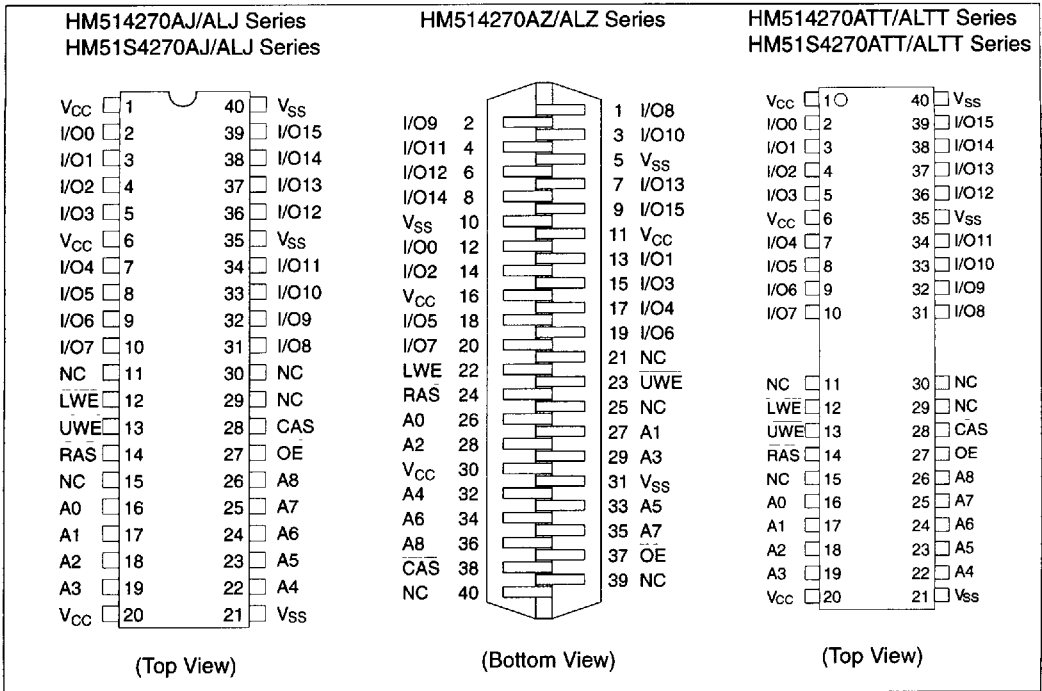 HM514270AJ/ALJ Series
HM51S4270AJ/ALJ Series
VCC 1 40 VSS
I/O0 2 39 I/O15
I/O1 3 38 I/O14
I/O2 4 37 I/O13
I/O3 5 36 I/O12
VCC 6 35 VSS
I/O4 7 34 I/O11
I/O5 8 33 I/O10
I/O6 9 32 I/O9
I/O7 10 31 I/O8
NC 11 30 NC
LWE 12 29 NC
UWE 13 28 CAS
RAS 14 27 OE
NC 15 26 A8
A0 16 25 A7
A1 17 24 A6
A2 18 23 A5
A3 19 22 A4
VCC 20 21 VSS
(Top View)
HM514270AZ/ALZ Series
1 I/O8
I/O9 2
3 I/O10
I/O11 4
5 VSS
I/O12 6
7 I/O13
I/O14 8
9 I/O15
VSS 10
11 VCC
I/O0 12
13 I/O1
I/O2 14
15 I/O3
VCC 16
17 I/O4
I/O5 18
19 I/O6
I/O7 20
21 NC
LWE 22
23 UWE
RAS 24
25 NC
A0 26
27 A1
A2 28
29 A3
VCC 30
31 VSS
A4 32
33 A5
A6 34
35 A7
A8 36
37 OE
CAS 38
39 NC
NC 40
(Bottom View)
HM514270ATT/ALTT Series
HM51S4270ATT/ALTT Series
VCC 1 40 VSS
I/O0 2 39 I/O15
I/O1 3 38 I/O14
I/O2 4 37 I/O13
I/O3 5 36 I/O12
VCC 6 35 VSS
I/O4 7 34 I/O11
I/O5 8 33 I/O10
I/O6 9 32 I/O9
I/O7 10 31 I/O8
NC 11 30 NC
LWE 12 29 NC
UWE 13 28 CAS
RAS 14 27 OE
NC 15 26 A8
A0 16 25 A7
A1 17 24 A6
A2 18 23 A5
A3 19 22 A4
VCC 20 21 VSS
(Top View)